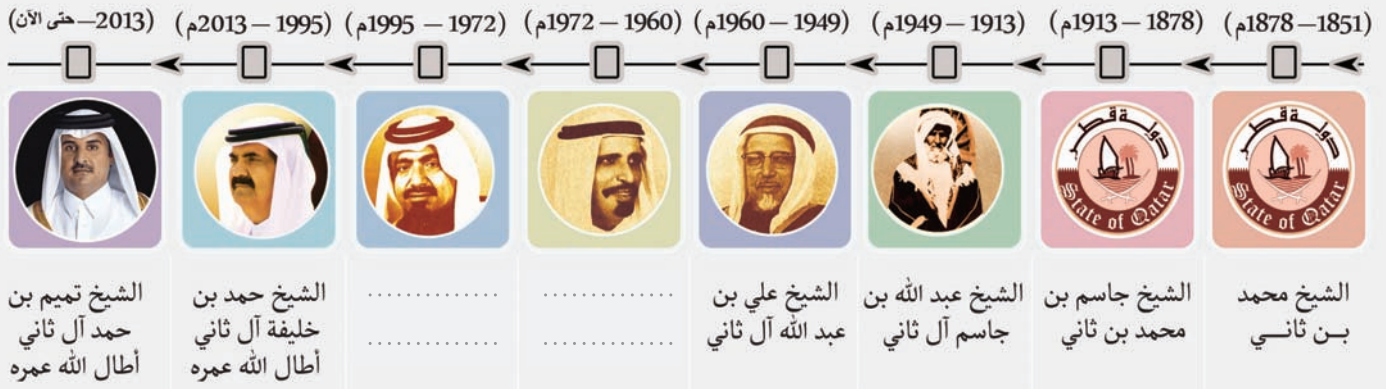 (1851–1878م)
(1878 – 1913م)
(1913 – 1949م)
(1949 – 1960م)
(1960 – 1972م)
(1972 – 1995م)
(1995 – 2013م)
(2013– حتى الآن)
دولة قطر
State of Qatar
دولة قطر
State of Qatar
الشيخ محمد
بـن ثانـــي
الشيخ جاسم بن
محمد بن ثاني
الشيخ عبد الله بن
جاسم آل ثاني
الشيخ علي بن
عبد الله آل ثاني
....................
....................
....................
....................
الشيخ حمد بن
خليفة آل ثاني
أطال الله عمره
الشيخ تميم بن
حمد آل ثاني
أطال الله عمره